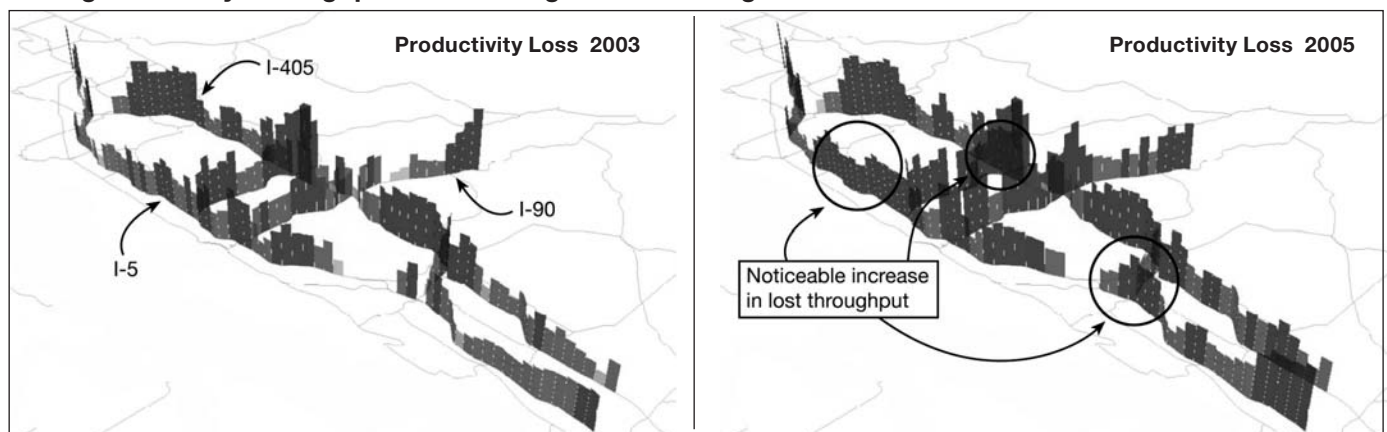 Productivity Loss 2003
I-405
I-90
I-5
Productivity Loss 2005
Noticeable increase
in lost throughput